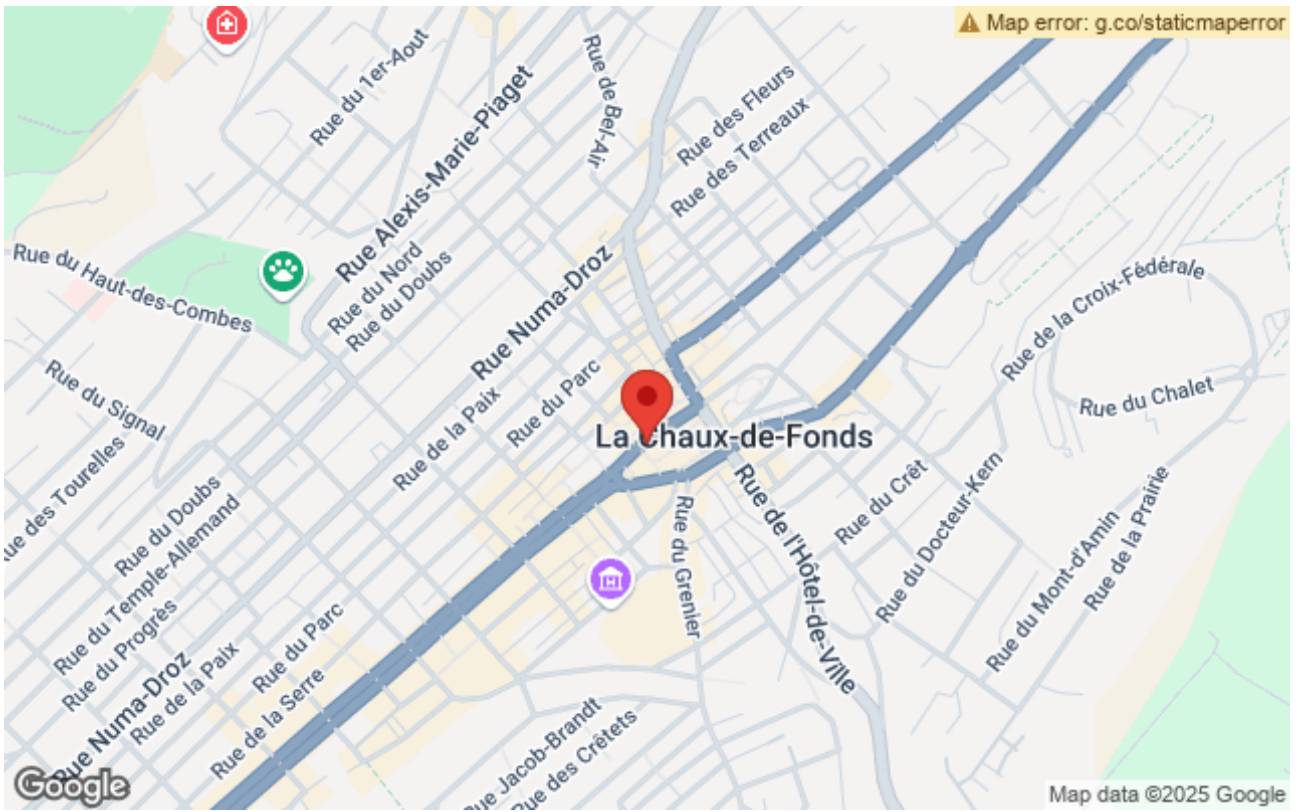 Map error: g.co/staticmaperror
Rue du 1er-Aout
Rue de Bel-Air
Rue Alexis-Marie-Piaget
Rue des Fleurs
Rue des Terreaux
Rue du Haut-des-Combes
Rue du Nord
Rue du Doubs
Rue Numa-Droz
Rue de la Croix-Fédérale
Rue du Signal
Rue de la Paix
Rue du Parc
Rue du Chalet
La Chaux-de-Fonds
Rue des Tourelles
Rue du Doubs
Rue du Temple-Allemand
Rue du Progrès
Rue du Grenier
Rue de l'Hôtel-de-Ville
Rue du Crêt
Rue du Docteur-Kern
Rue du Mont-d'Amin
Rue de la Prairie
Rue Numa-Droz
Rue de la Paix
Rue du Parc
Rue de la Serre
Rue Jacob-Brandt
Rue des Crêtets
Google
Map data ©2025 Google